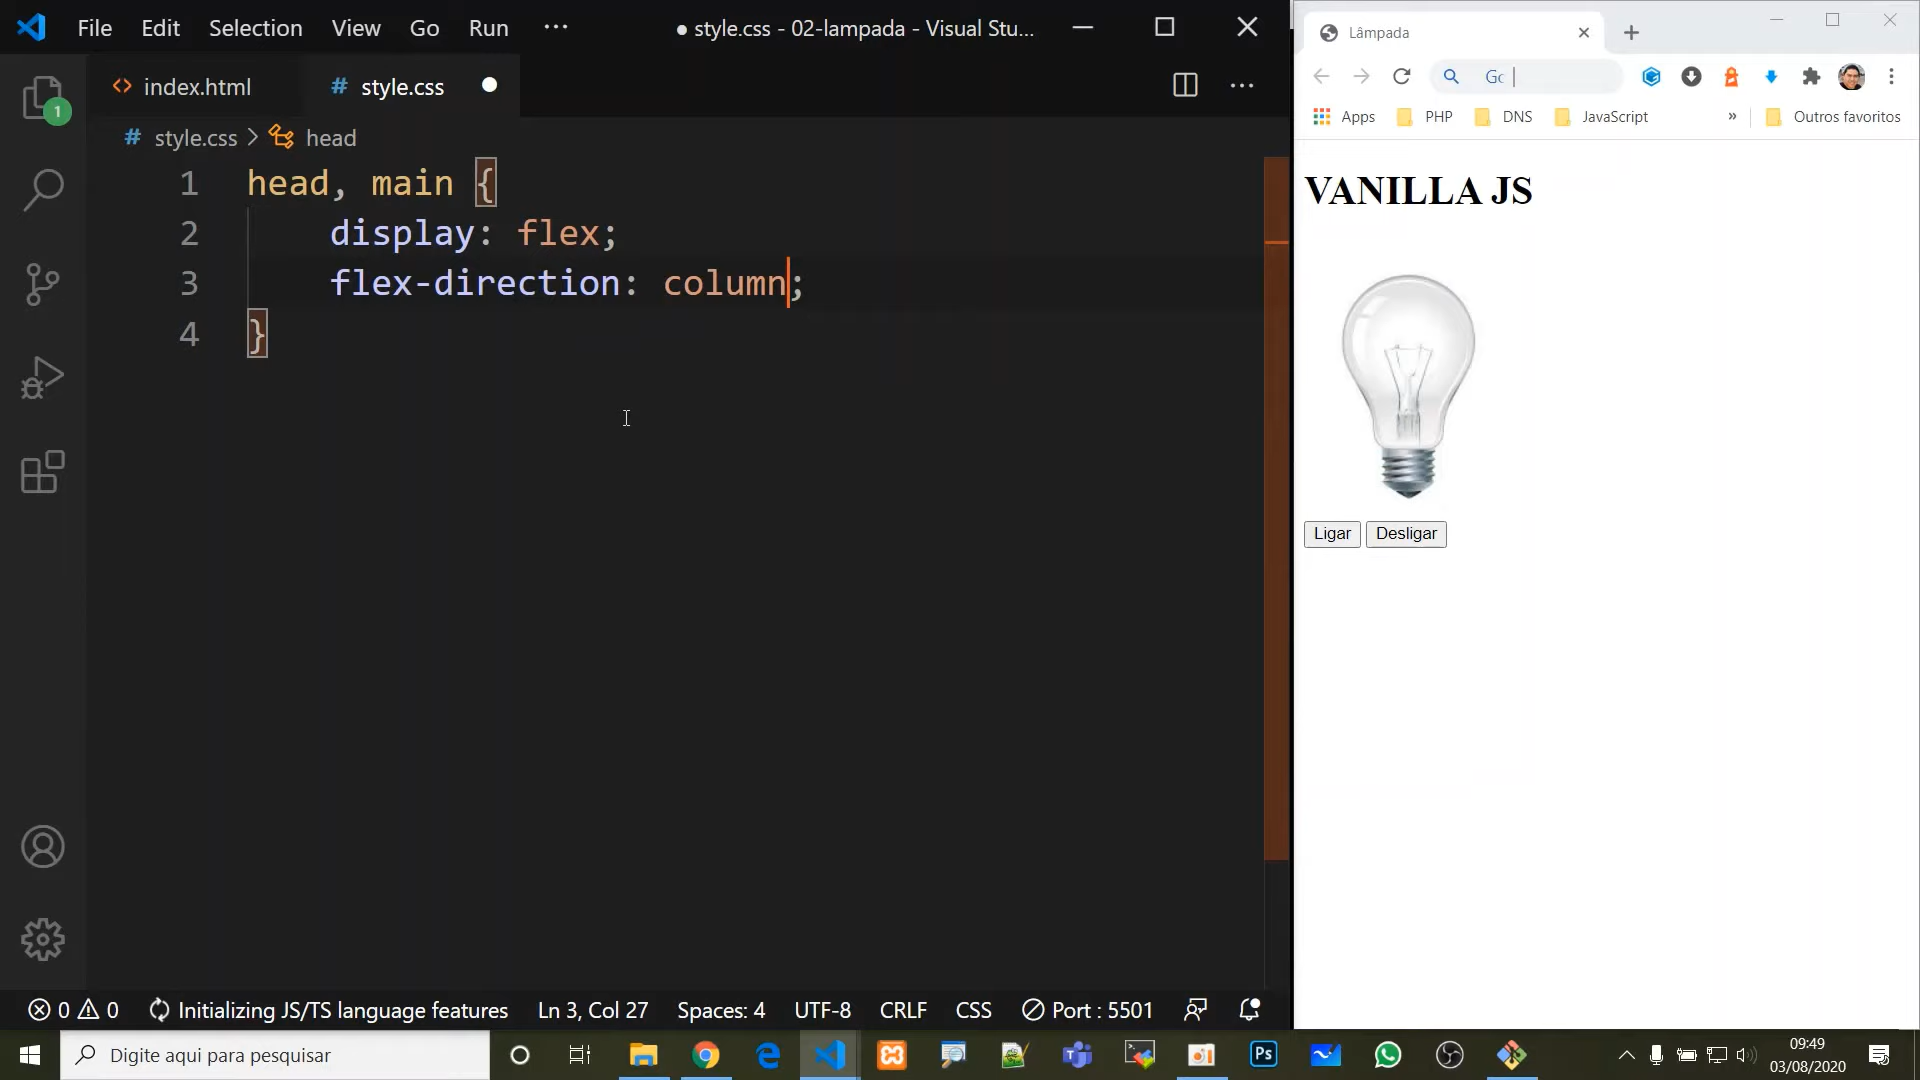 File Edit Selection View Go Run ···
● style.css - 02-lampada - Visual Stu...
index.html
# style.css
# style.css > head
1 head, main {
2 display: flex;
3 flex-direction: column;
4 }
1
0 0 Initializing JS/TS language features Ln 3, Col 27 Spaces: 4 UTF-8 CRLF CSS Port : 5501
Lâmpada
Gc
Apps PHP DNS JavaScript » Outros favoritos
VANILLA JS
Ligar Desligar
Digite aqui para pesquisar
Ps
09:49
03/08/2020